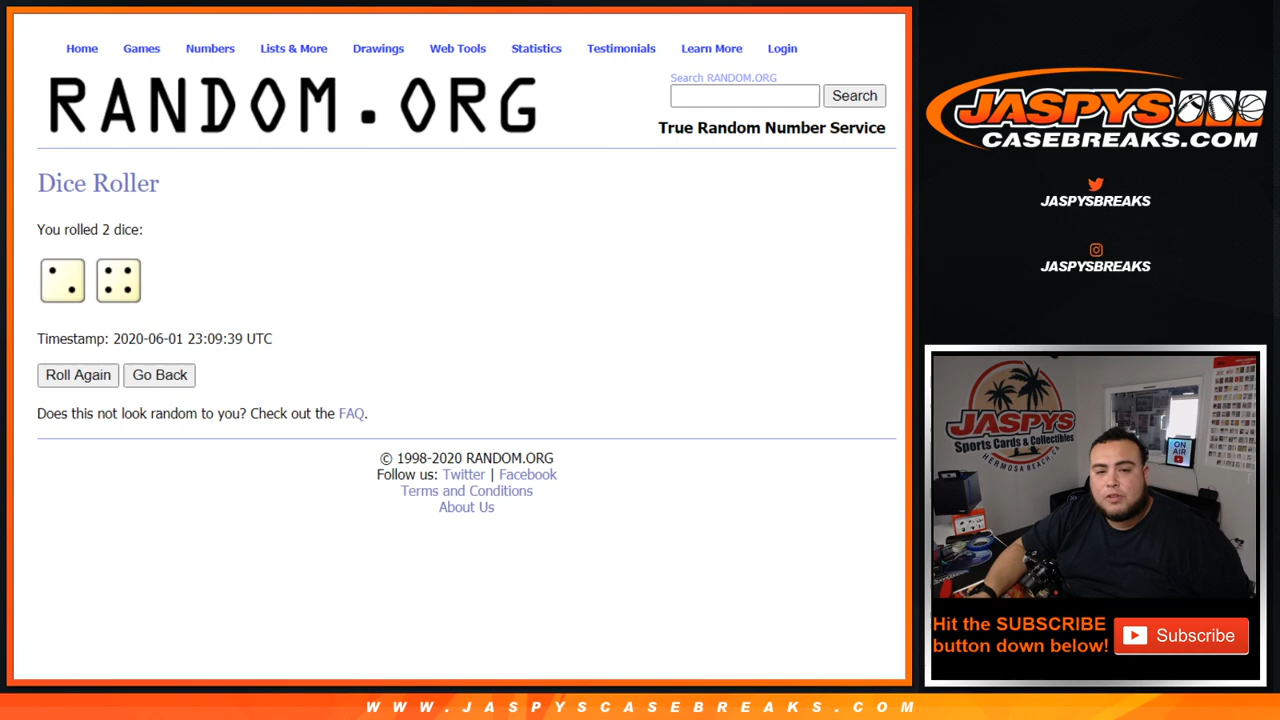 Home Games Numbers Lists & More Drawings Web Tools Statistics Testimonials Learn More Login
RANDOM.ORG
Search RANDOM.ORG
Search
True Random Number Service
Dice Roller
You rolled 2 dice:
Timestamp: 2020-06-01 23:09:39 UTC
Roll Again Go Back
Does this not look random to you? Check out the FAQ.
© 1998-2020 RANDOM.ORG
Follow us: Twitter | Facebook
Terms and Conditions
About Us
JASPYS
CASEBREAKS.COM
JASPYSBREAKS
JASPYSBREAKS
JASPYS
Sports Cards & Collectibles
HERMOSA BEACH, CA
ON
AIR
Hit the SUBSCRIBE
button down below!
Subscribe
WWW.JASPYSCASEBREAKS.COM